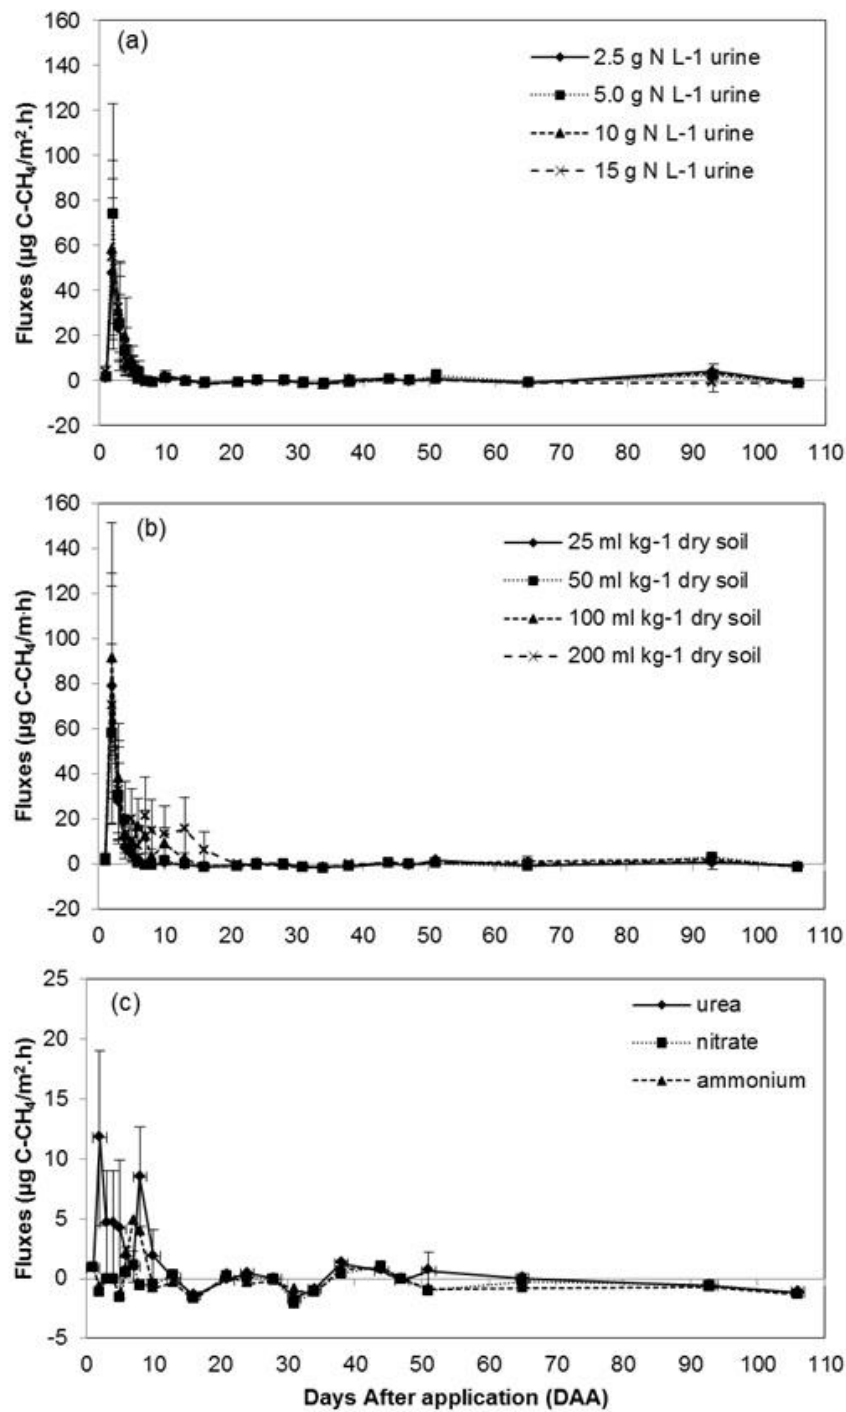 160
140
120
100
80
60
40
20
0
-20
Fluxes (µg C-CH₄/m².h)
(a)
2.5 g N L-1 urine
5.0 g N L-1 urine
10 g N L-1 urine
15 g N L-1 urine
0 10 20 30 40 50 60 70 80 90 100 110
160
140
120
100
80
60
40
20
0
-20
Fluxes (µg C-CH₄/m·h)
(b)
25 ml kg-1 dry soil
50 ml kg-1 dry soil
100 ml kg-1 dry soil
200 ml kg-1 dry soil
0 10 20 30 40 50 60 70 80 90 100 110
25
20
15
10
5
0
-5
Fluxes (µg C-CH₄/m².h)
(c)
urea
nitrate
ammonium
0 10 20 30 40 50 60 70 80 90 100 110
Days After application (DAA)